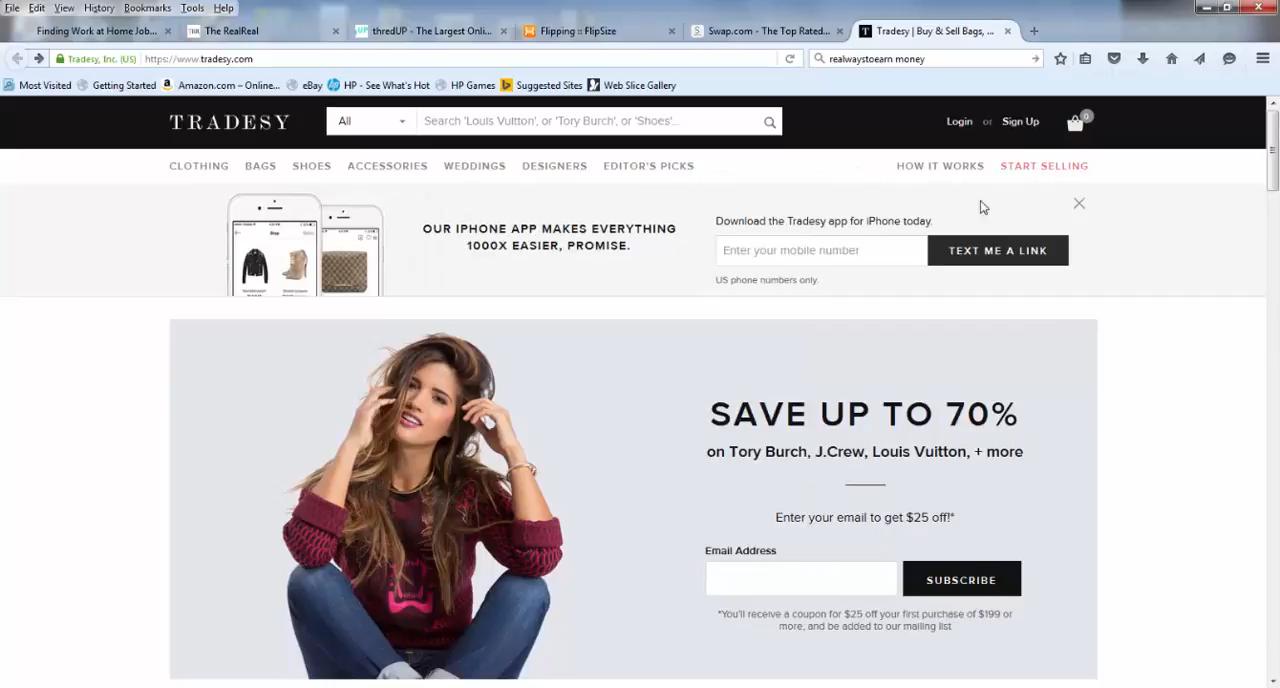 File Edit View History Bookmarks Tools Help
Finding Work at Home Job... × The RealReal × thredUP - The Largest Onli... × Flipping :: FlipSize × Swap.com - The Top Rated... × Tradesy | Buy & Sell Bags, ... × +
Tradesy, Inc. (US) https://www.tradesy.com realwaystoearn money
Most Visited Getting Started Amazon.com – Online... eBay HP - See What's Hot HP Games Suggested Sites Web Slice Gallery
TRADESY All Search 'Louis Vuitton', or 'Tory Burch', or 'Shoes'... Login or Sign Up 0
CLOTHING BAGS SHOES ACCESSORIES WEDDINGS DESIGNERS EDITOR'S PICKS HOW IT WORKS START SELLING
OUR IPHONE APP MAKES EVERYTHING
1000X EASIER, PROMISE.
Download the Tradesy app for iPhone today.
Enter your mobile number TEXT ME A LINK
US phone numbers only.
SAVE UP TO 70%
on Tory Burch, J.Crew, Louis Vuitton, + more
Enter your email to get $25 off!*
Email Address
SUBSCRIBE
*You'll receive a coupon for $25 off your first purchase of $199 or
more, and be added to our mailing list